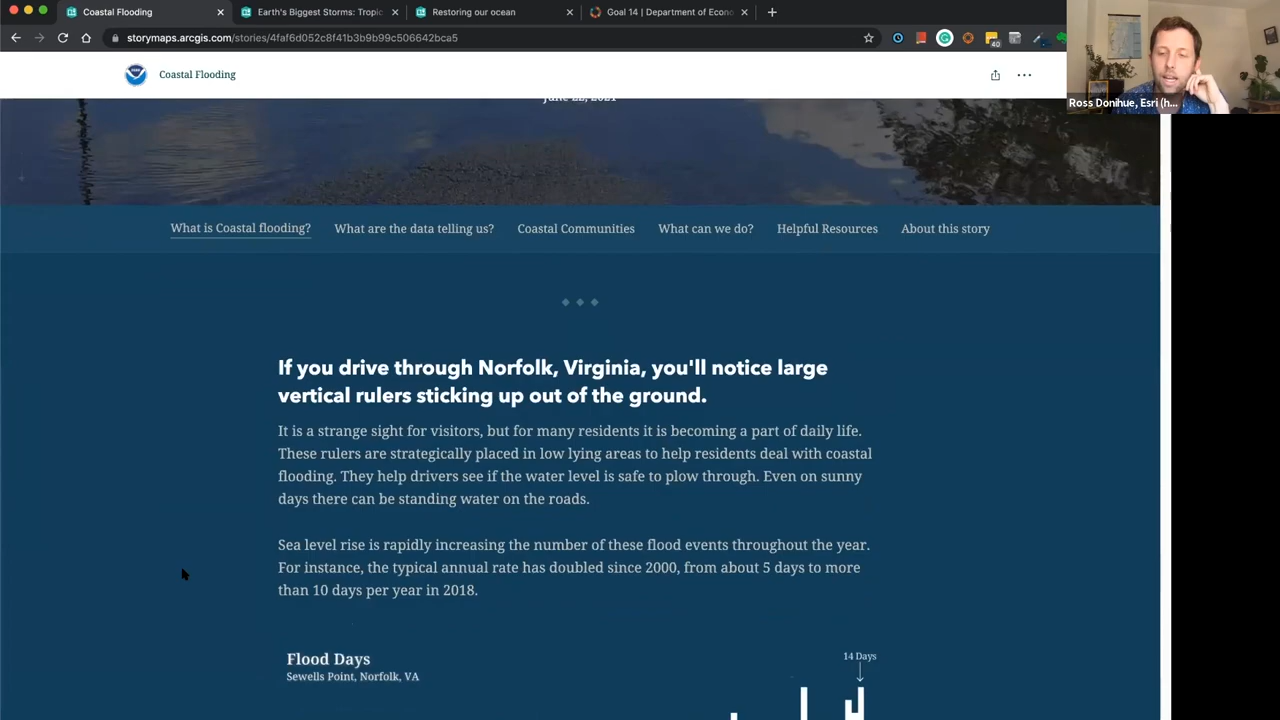 Coastal Flooding
Earth's Biggest Storms: Tropic
Restoring our ocean
Goal 14 | Department of Econo
storymaps.arcgis.com/stories/4faf6d052c8f41b3b9b99c506642bca5
40
Ross Donihue, Esri (h...
Coastal Flooding
June 22, 2021
What is Coastal flooding?
What are the data telling us?
Coastal Communities
What can we do?
Helpful Resources
About this story
If you drive through Norfolk, Virginia, you'll notice large
vertical rulers sticking up out of the ground.
It is a strange sight for visitors, but for many residents it is becoming a part of daily life.
These rulers are strategically placed in low lying areas to help residents deal with coastal
flooding. They help drivers see if the water level is safe to plow through. Even on sunny
days there can be standing water on the roads.
Sea level rise is rapidly increasing the number of these flood events throughout the year.
For instance, the typical annual rate has doubled since 2000, from about 5 days to more
than 10 days per year in 2018.
Flood Days
Sewells Point, Norfolk, VA
14 Days